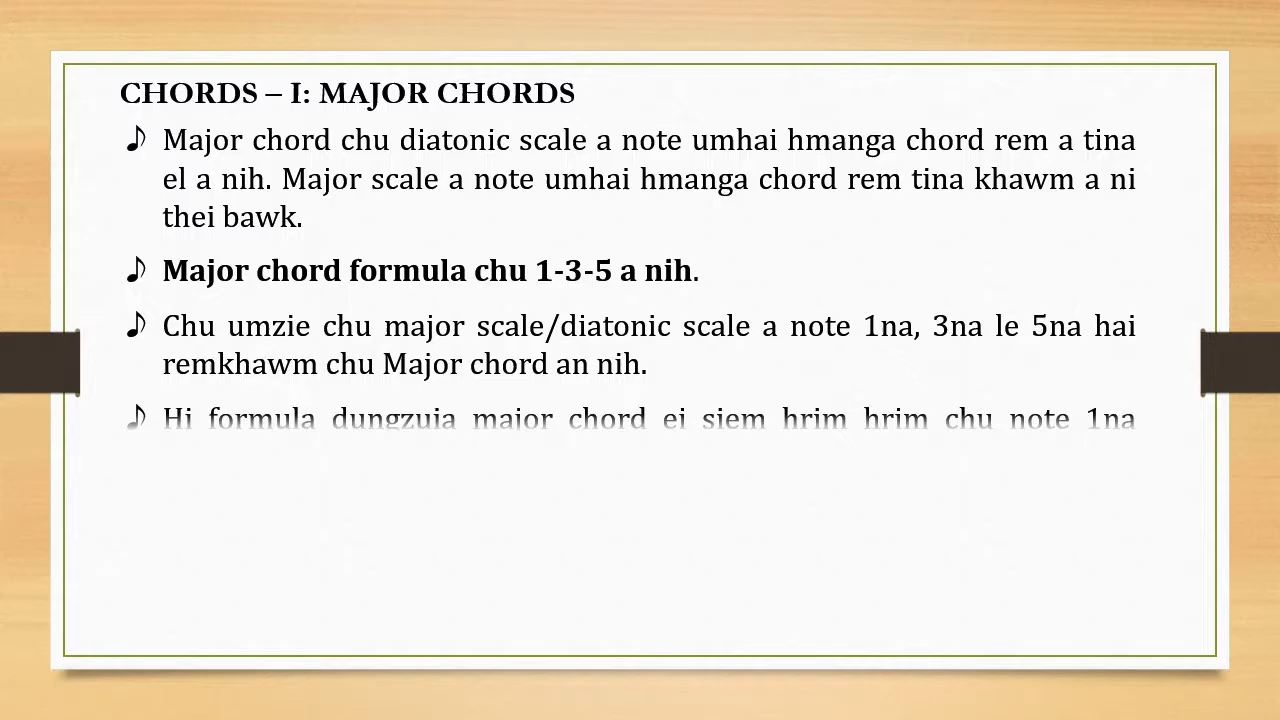 CHORDS – I: MAJOR CHORDS
♪ Major chord chu diatonic scale a note umhai hmanga chord rem a tina
el a nih. Major scale a note umhai hmanga chord rem tina khawm a ni
thei bawk.
♪ Major chord formula chu 1-3-5 a nih.
♪ Chu umzie chu major scale/diatonic scale a note 1na, 3na le 5na hai
remkhawm chu Major chord an nih.
♪ Hi formula dungzuia major chord ei siem hrim hrim chu note 1na